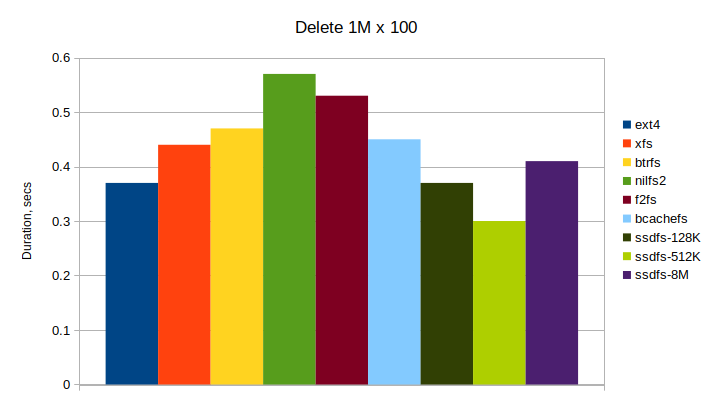 Delete 1M x 100
0.6
0.5
0.4
0.3
0.2
0.1
0
Duration, secs
ext4
xfs
btrfs
nilfs2
f2fs
bcachefs
ssdfs-128K
ssdfs-512K
ssdfs-8M